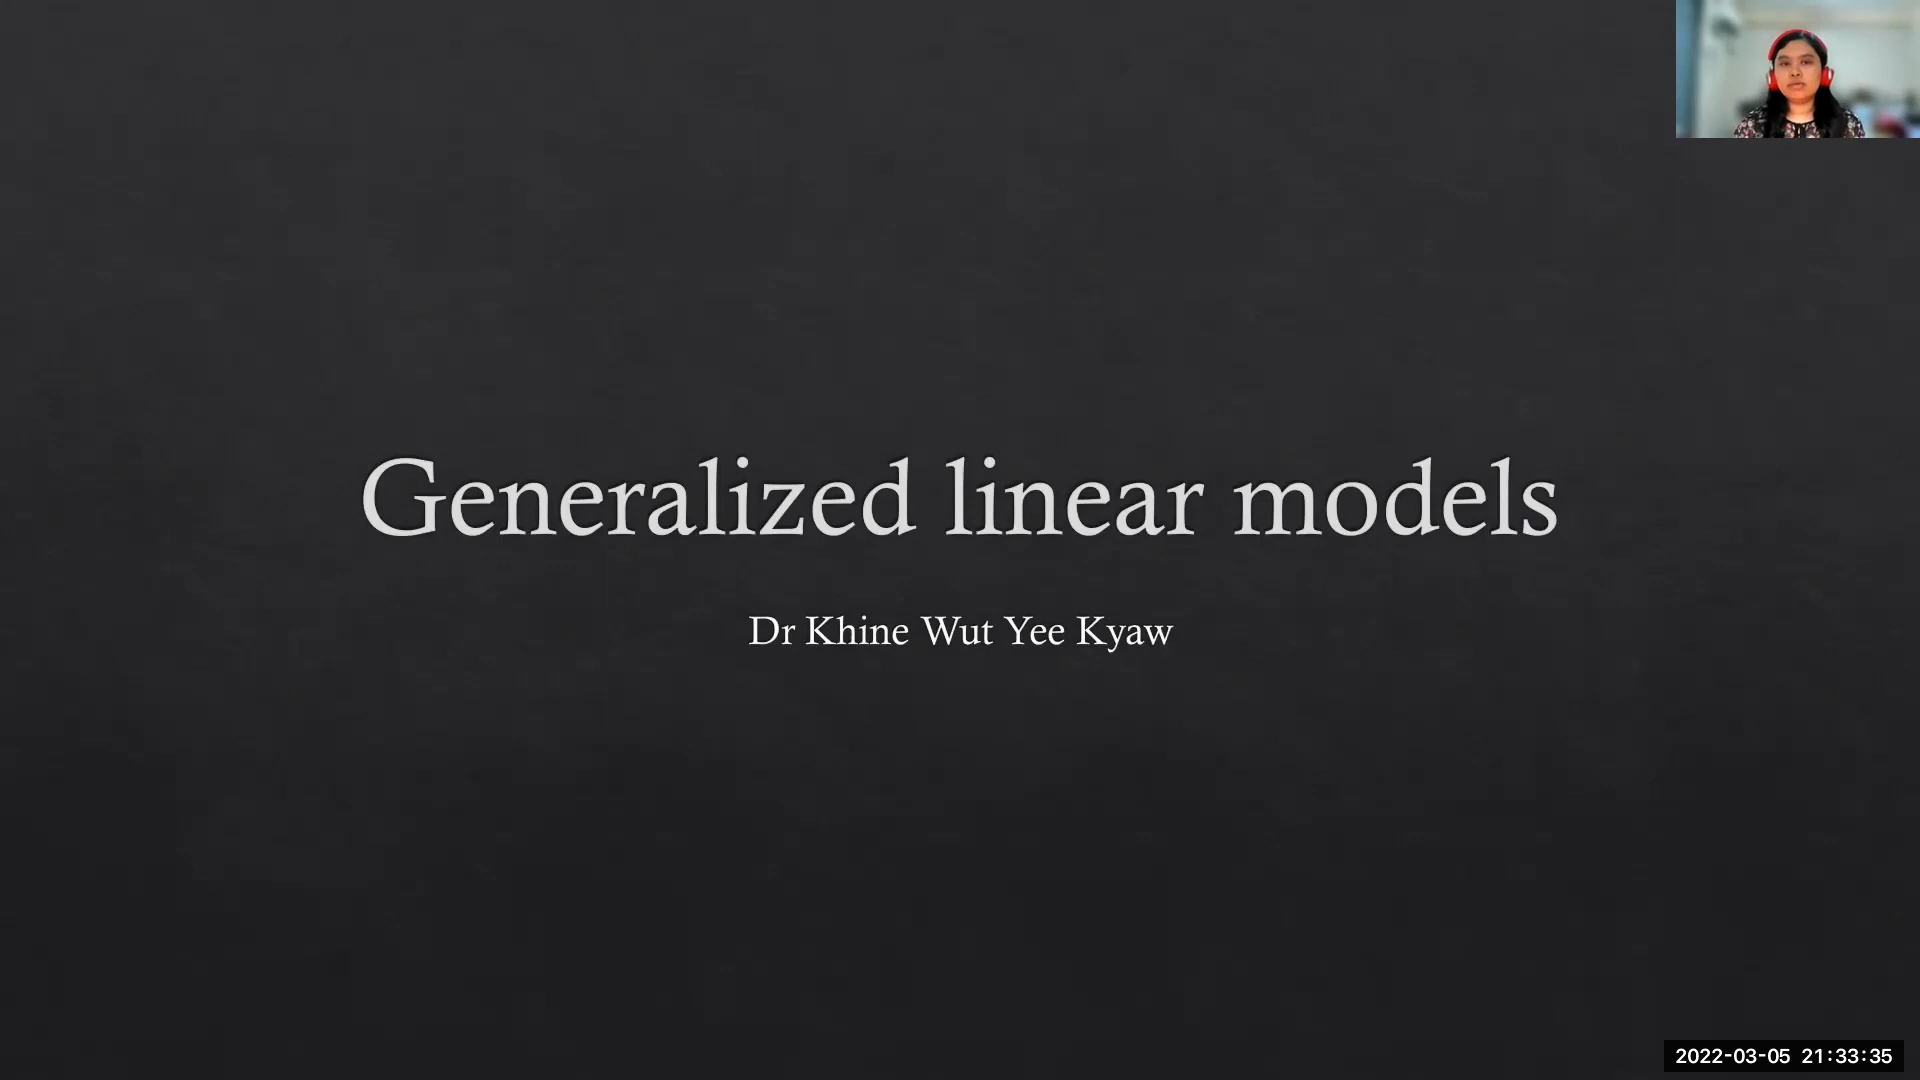 Generalized linear models
Dr Khine Wut Yee Kyaw
2022-03-05 21:33:35